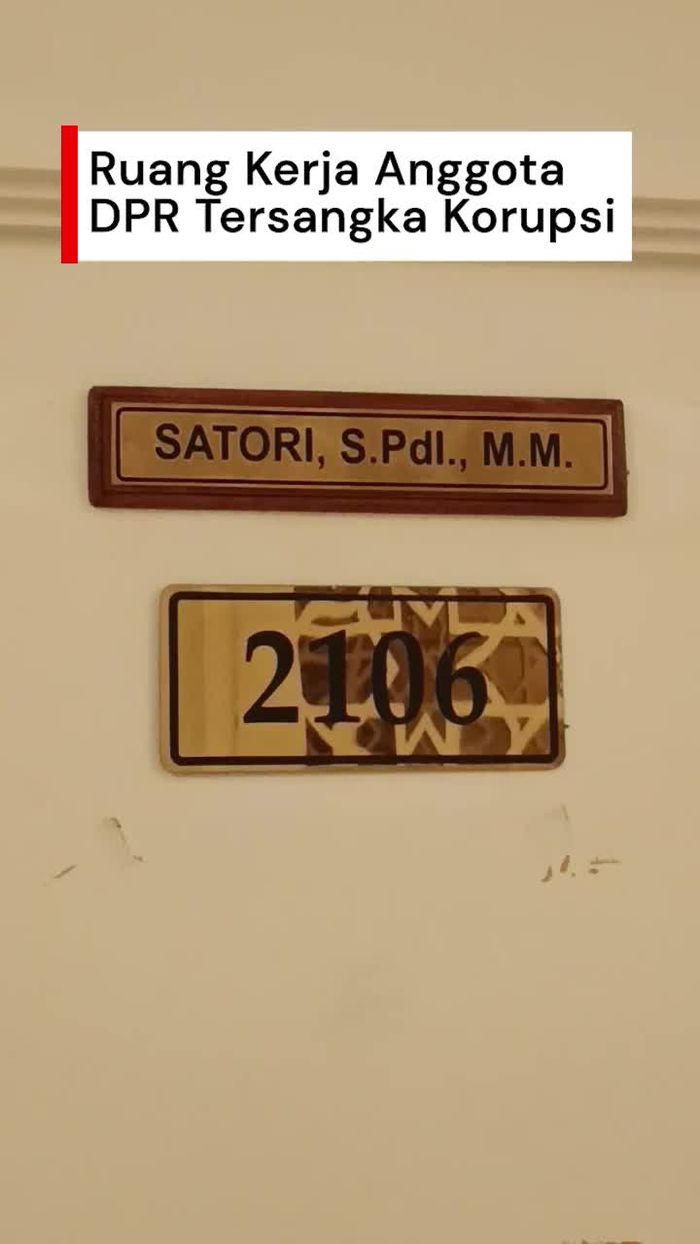 Ruang Kerja Anggota
DPR Tersangka Korupsi
SATORI, S.PdI., M.M.
2106